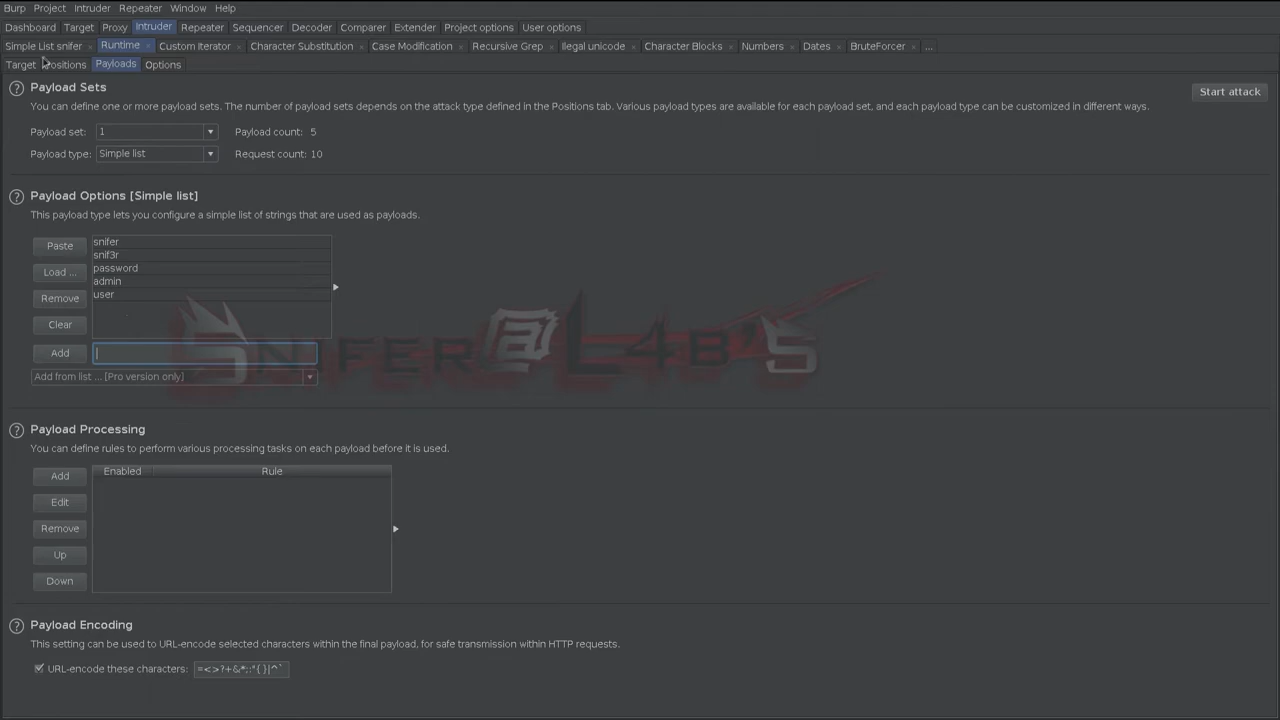 Burp Project Intruder Repeater Window Help
Dashboard Target Proxy Intruder Repeater Sequencer Decoder Comparer Extender Project options User options
Simple List snifer × Runtime × Custom Iterator × Character Substitution × Case Modification × Recursive Grep × Ilegal unicode × Character Blocks × Numbers × Dates × BruteForcer × ...
Target Positions Payloads Options
Payload Sets
Start attack
You can define one or more payload sets. The number of payload sets depends on the attack type defined in the Positions tab. Various payload types are available for each payload set, and each payload type can be customized in different ways.
Payload set: 1 Payload count: 5
Payload type: Simple list Request count: 10
Payload Options [Simple list]
This payload type lets you configure a simple list of strings that are used as payloads.
Paste
Load ...
Remove
Clear
snifer
snif3r
password
admin
user
Add
Add from list ... [Pro version only]
SNIFER@L4B'S
Payload Processing
You can define rules to perform various processing tasks on each payload before it is used.
Enabled Rule
Add
Edit
Remove
Up
Down
Payload Encoding
This setting can be used to URL-encode selected characters within the final payload, for safe transmission within HTTP requests.
URL-encode these characters: